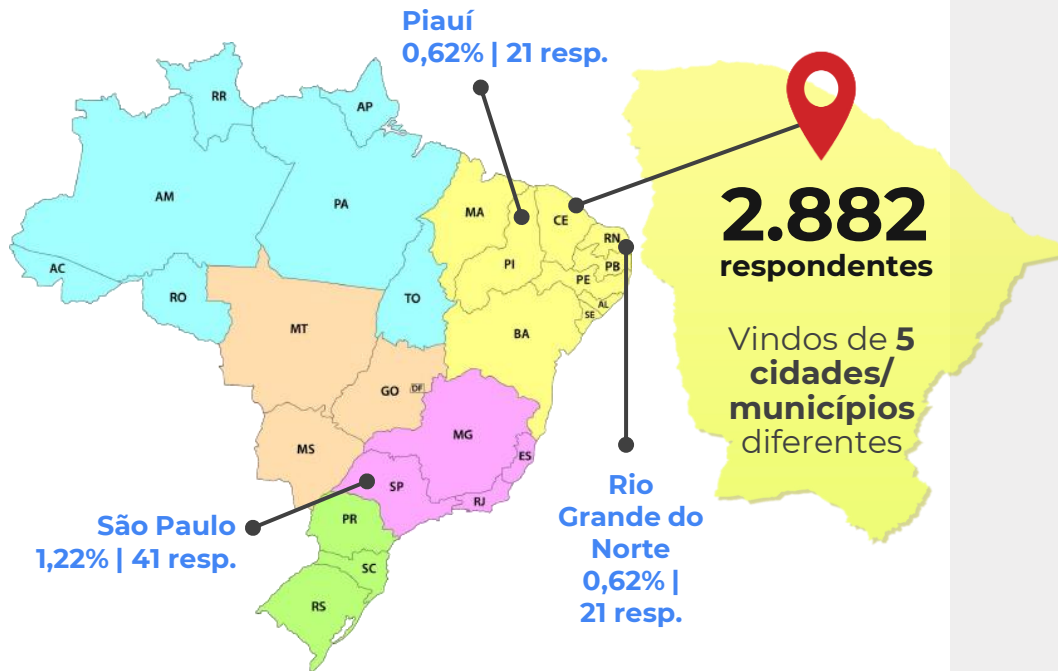 Piauí
0,62% | 21 resp.
RR
AP
AM
PA
MA
CE
RN
PI
PB
PE
AC
AL
RO
TO
SE
MT
BA
GO
DF
MS
MG
ES
SP
RJ
PR
SC
RS
2.882
respondentes
Vindos de 5
cidades/
municípios
diferentes
São Paulo
1,22% | 41 resp.
Rio
Grande do
Norte
0,62% |
21 resp.